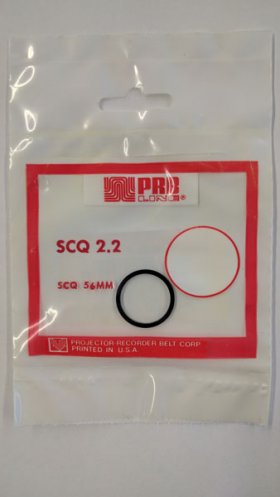 PRB
SCQ 2.2
SCQ 56MM
PROJECTOR-RECORDER BELT CORP
PRINTED IN U.S.A.